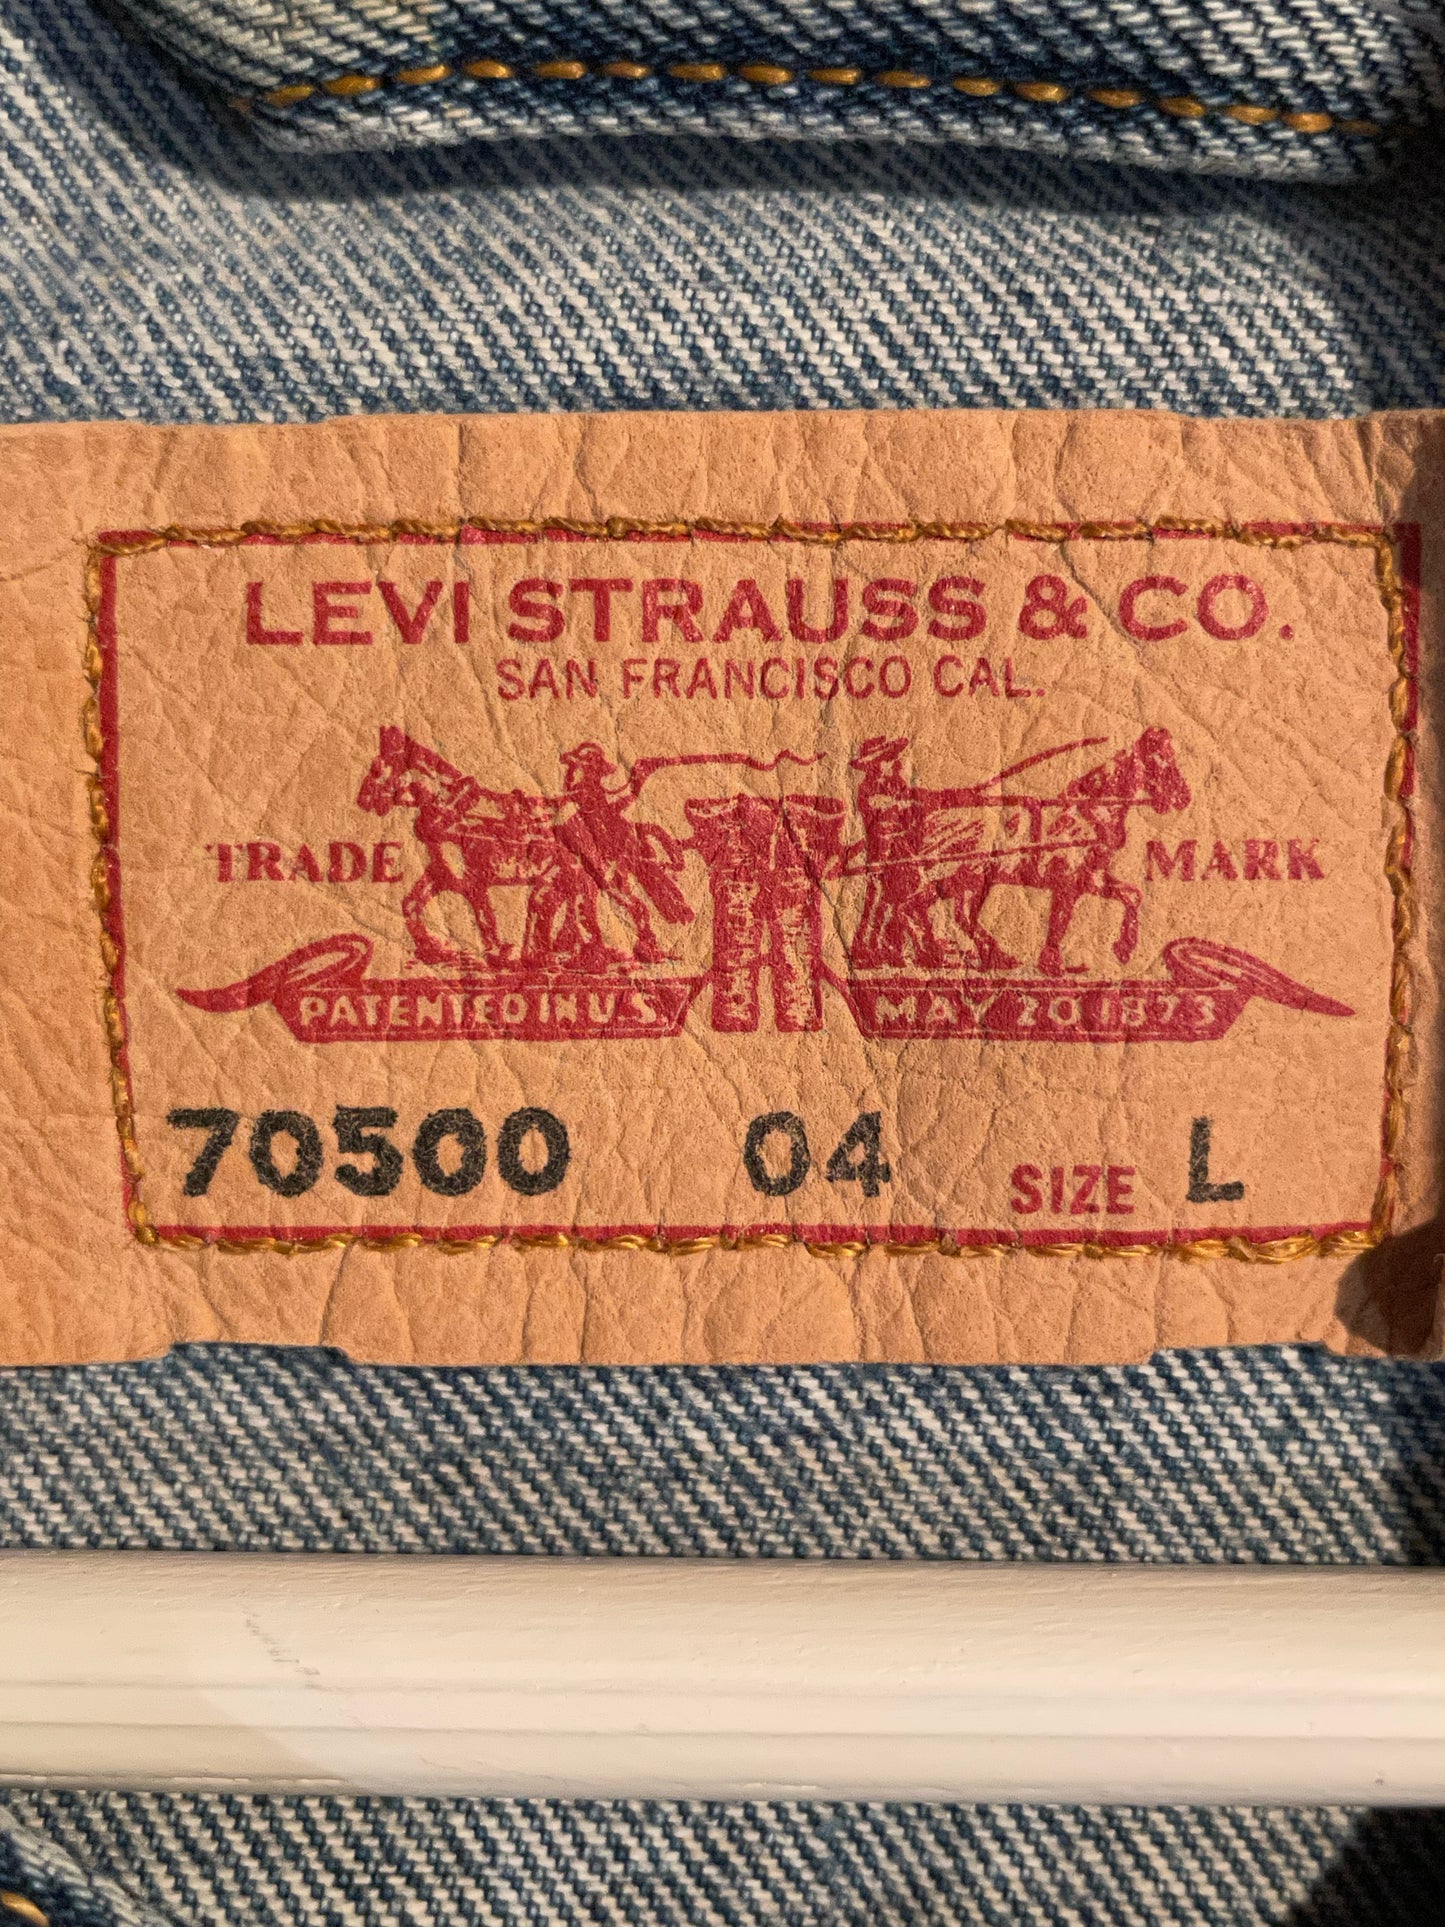 LEVI STRAUSS & CO.
SAN FRANCISCO CAL.
TRADE MARK
PATENTED IN U S
MAY 20 1873
70500 04 SIZE L